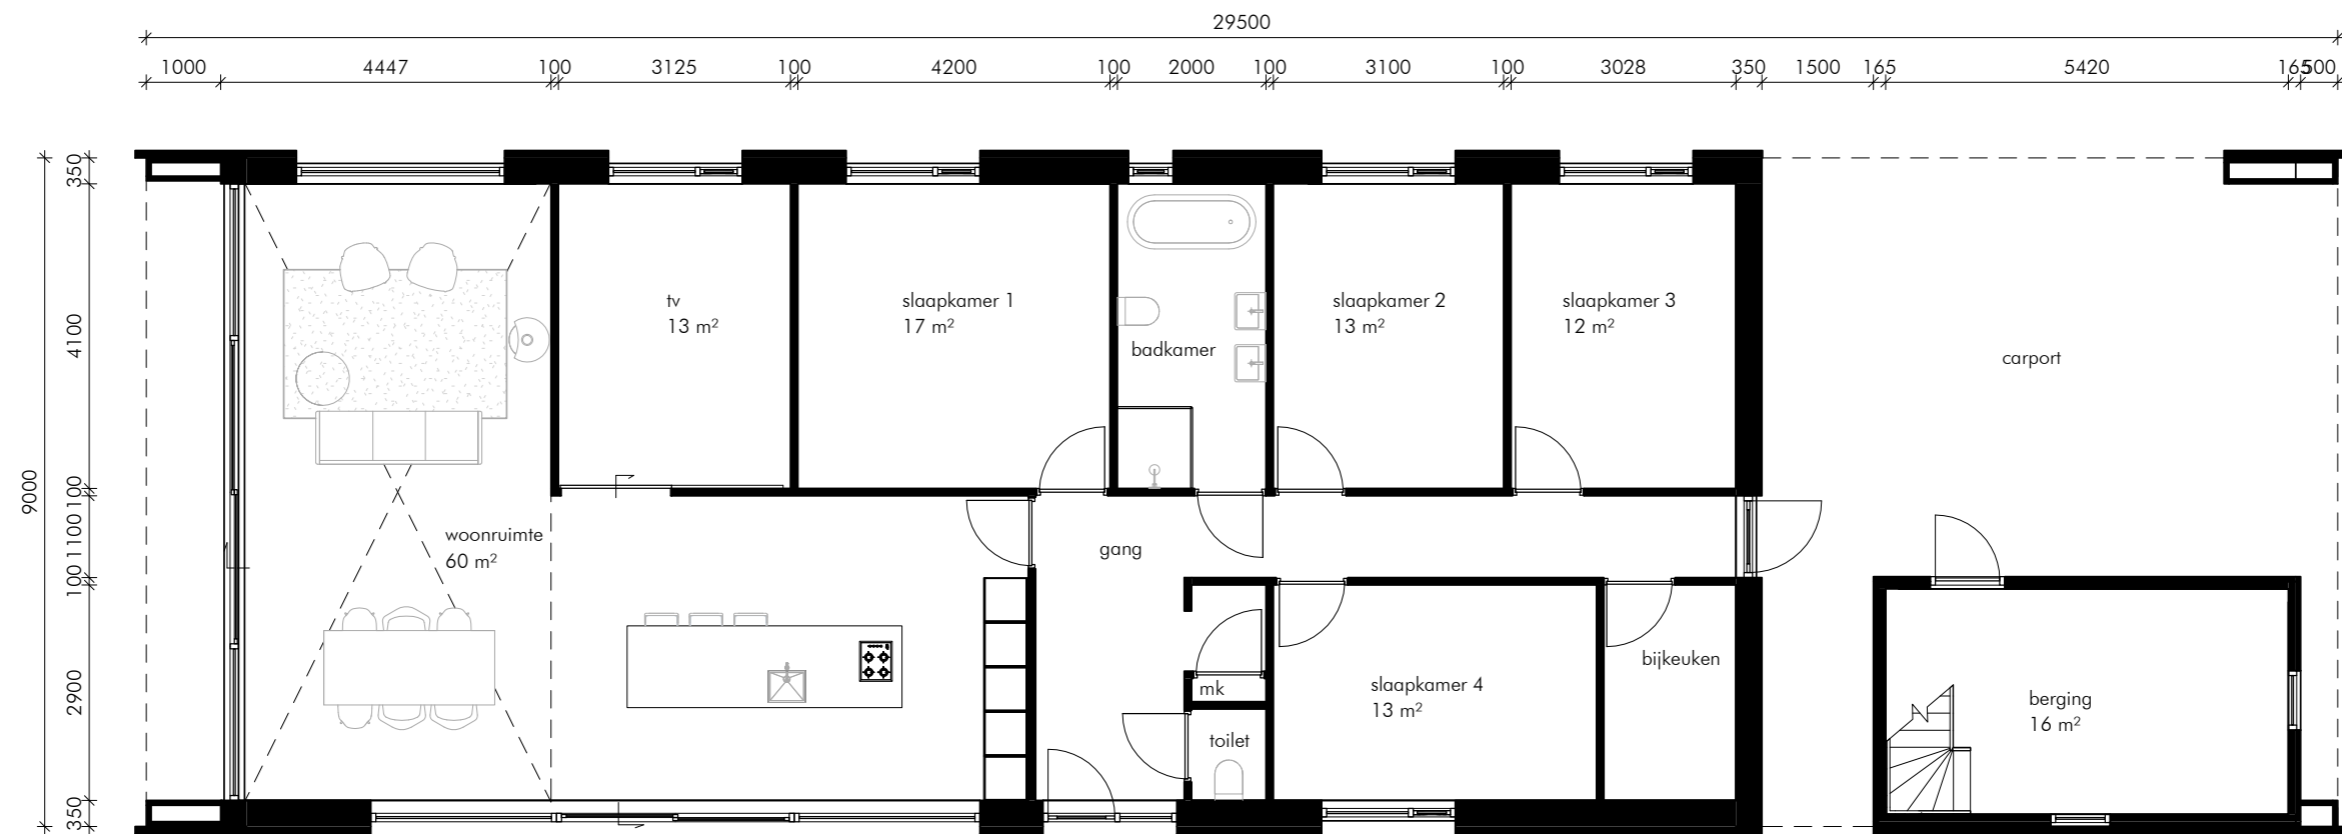 29500
1000 4447 100 3125 100 4200 100 2000 100 3100 100 3028 350 1500 165 5420 165 500
9000
350
4100
100
1100
100
2900
350
tv
13 m²
slaapkamer 1
17 m²
badkamer
slaapkamer 2
13 m²
slaapkamer 3
12 m²
carport
woonruimte
60 m²
gang
mk
toilet
slaapkamer 4
13 m²
bijkeuken
berging
16 m²